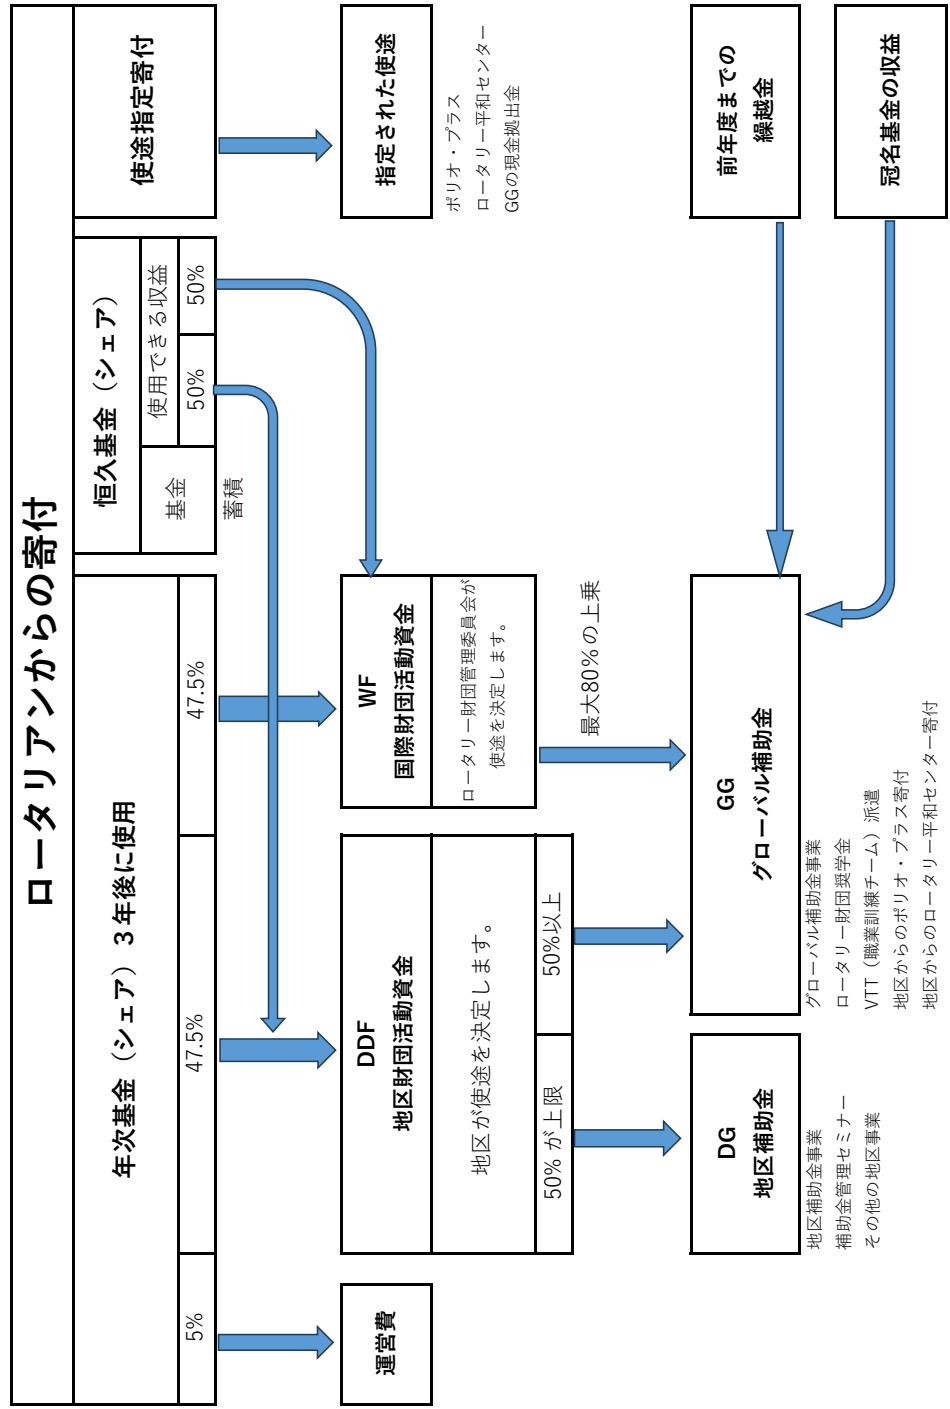 ロータリアンからの寄付
年次基金（シェア）３年後に使用
5%
47.5%
47.5%
恒久基金（シェア）
基金
使用できる収益
50%
50%
蓄積
使途指定寄付
運営費
DDF
地区財団活動資金
地区が使途を決定します。
50% が上限
50%以上
WF
国際財団活動資金
ロータリー財団管理委員会が
使途を決定します。
最大80%の上乗
指定された使途
ポリオ・プラス
ロータリー平和センター
GGの現金拠出金
DG
地区補助金
地区補助金事業
補助金管理セミナー
その他の地区事業
GG
グローバル補助金
グローバル補助金事業
ロータリー財団奨学金
VTT（職業訓練チーム）派遣
地区からのポリオ・プラス寄付
地区からのロータリー平和センター寄付
前年度までの
繰越金
冠名基金の収益